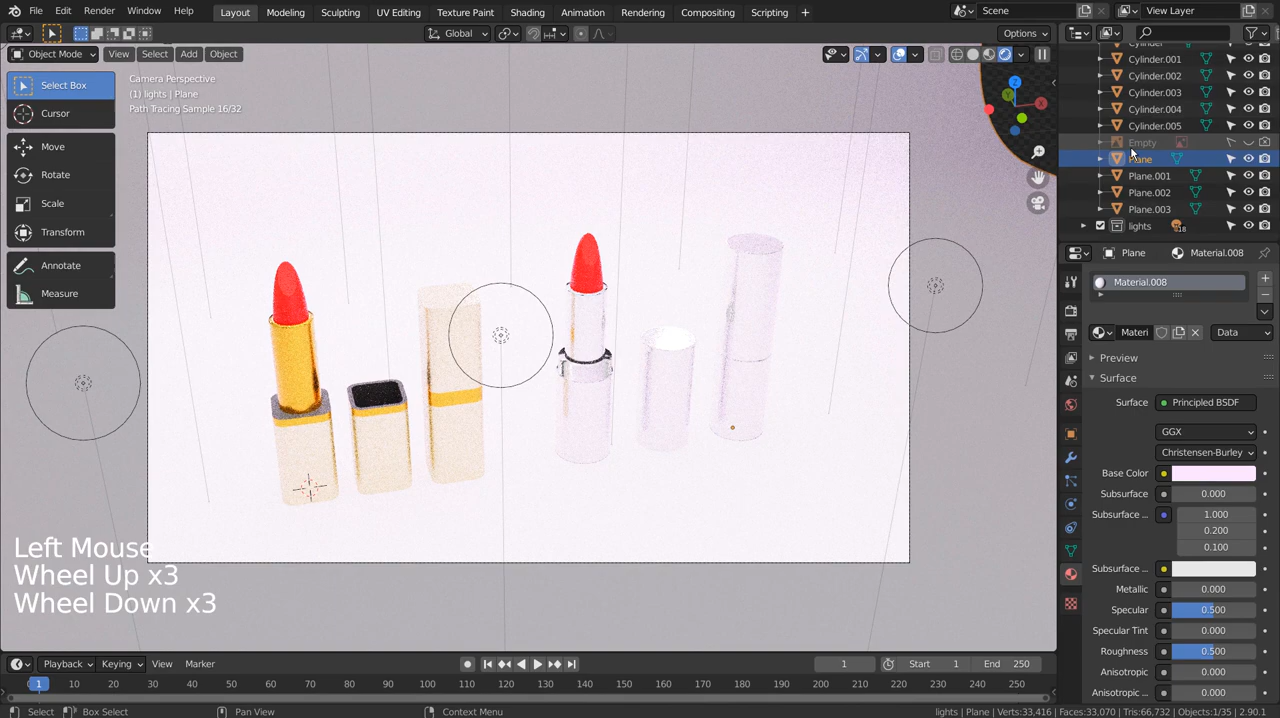 File Edit Render Window Help Layout Modeling Sculpting UV Editing Texture Paint Shading Animation Rendering Compositing Scripting + Scene View Layer
Global Options
Object Mode View Select Add Object
Select Box
Cursor
Move
Rotate
Scale
Transform
Annotate
Measure
Camera Perspective
(1) lights | Plane
Path Tracing Sample 16/32
Z
Y
X
Left Mouse
Wheel Up x3
Wheel Down x3
Cylinder
Cylinder.001
Cylinder.002
Cylinder.003
Cylinder.004
Cylinder.005
Empty
Plane
Plane.001
Plane.002
Plane.003
lights 18
Plane Material.008
Material.008
Materi Data
Preview
Surface
Surface Principled BSDF
GGX
Christensen-Burley
Base Color
Subsurface 0.000
Subsurface .. 1.000
0.200
0.100
Subsurface ..
Metallic 0.000
Specular 0.500
Specular Tint 0.000
Roughness 0.500
Anisotropic 0.000
Anisotropic .. 0.000
Playback Keying View Marker 1 Start 1 End 250
1 10 20 30 40 50 60 70 80 90 100 110 120 130 140 150 160 170 180 190 200 210 220 230 240 250
Select Box Select Pan View Context Menu lights | Plane | Verts:33,416 | Faces:33,070 | Tris:66,732 | Objects:1/35 | 2.90.1